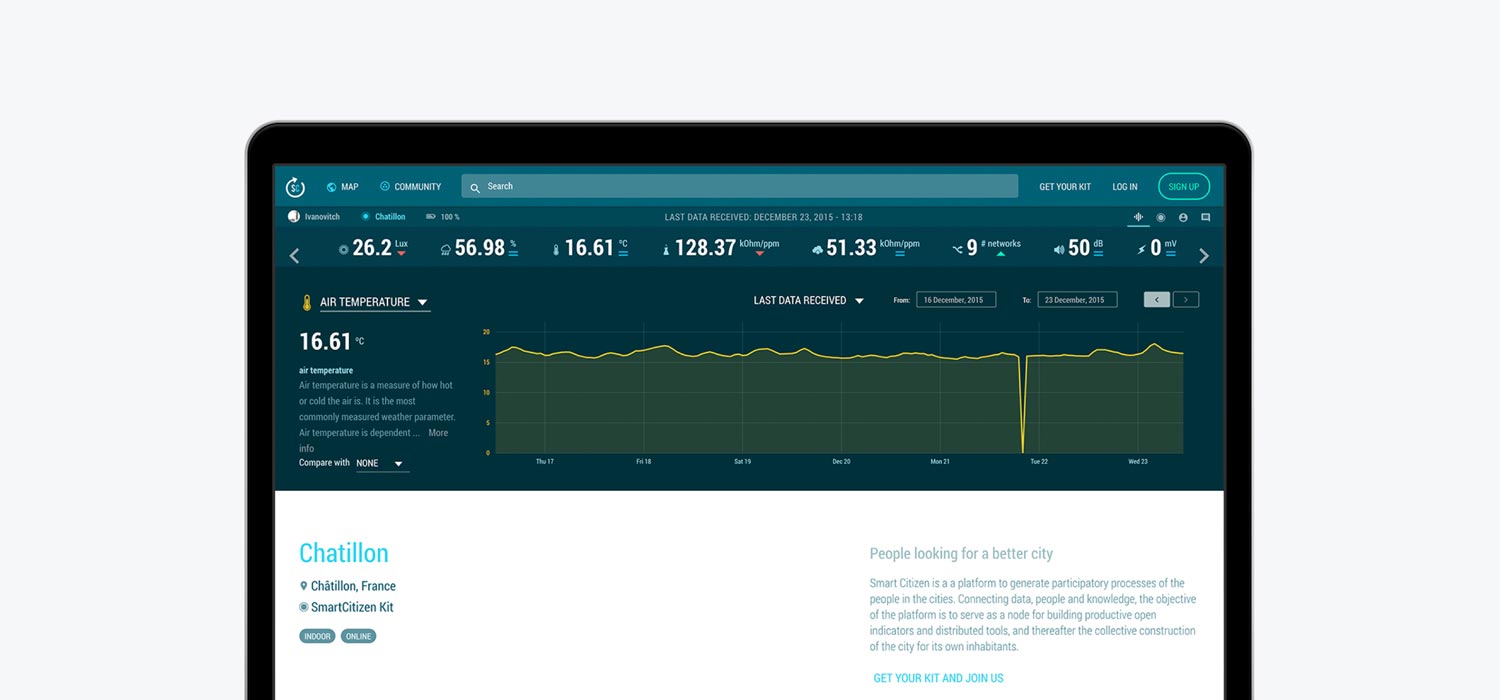 SC MAP COMMUNITY Search GET YOUR KIT LOG IN SIGN UP
Ivanovitch Chatillon 100 % LAST DATA RECEIVED: DECEMBER 23, 2015 - 13:18
26.2 Lux 56.98 % 16.61 °C 128.37 kOhm/ppm 51.33 kOhm/ppm 9 # networks 50 dB 0 mV
AIR TEMPERATURE LAST DATA RECEIVED From: 16 December, 2015 To: 23 December, 2015 < >
16.61 °C
air temperature
Air temperature is a measure of how hot
or cold the air is. It is the most
commonly measured weather parameter.
Air temperature is dependent ... More
info
Compare with NONE
20
15
10
5
0
Thu 17 Fri 18 Sat 19 Dec 20 Mon 21 Tue 22 Wed 23
Chatillon
Châtillon, France
SmartCitizen Kit
INDOOR ONLINE
People looking for a better city
Smart Citizen is a a platform to generate participatory processes of the
people in the cities. Connecting data, people and knowledge, the objective
of the platform is to serve as a node for building productive open
indicators and distributed tools, and thereafter the collective construction
of the city for its own inhabitants.
GET YOUR KIT AND JOIN US